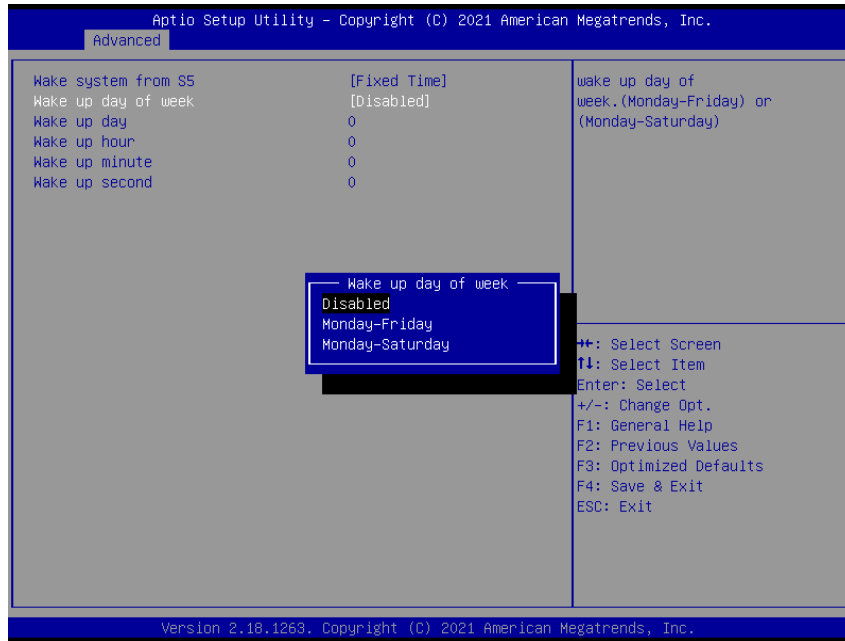 Aptio Setup Utility – Copyright (C) 2021 American Megatrends, Inc.
Advanced
Wake system from S5 [Fixed Time]
Wake up day of week [Disabled]
Wake up day 0
Wake up hour 0
Wake up minute 0
Wake up second 0
wake up day of
week.(Monday-Friday) or
(Monday-Saturday)
Wake up day of week
Disabled
Monday-Friday
Monday-Saturday
→←: Select Screen
↑↓: Select Item
Enter: Select
+/-: Change Opt.
F1: General Help
F2: Previous Values
F3: Optimized Defaults
F4: Save & Exit
ESC: Exit
Version 2.18.1263. Copyright (C) 2021 American Megatrends, Inc.